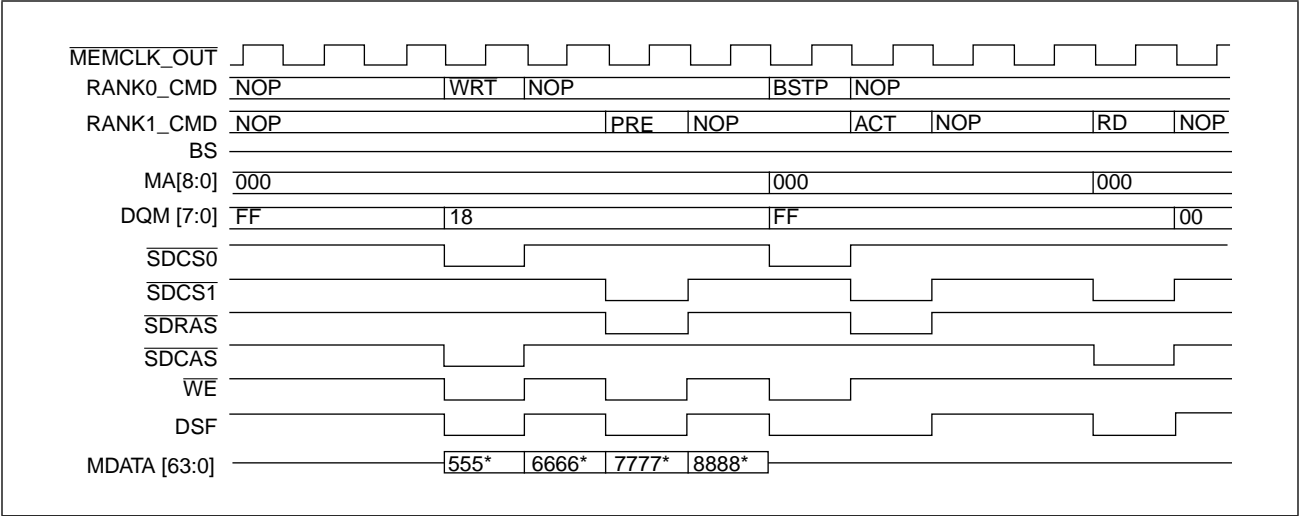 MEMCLK_OUT
RANK0_CMD NOP WRT NOP BSTP NOP
RANK1_CMD NOP PRE NOP ACT NOP RD NOP
BS
MA[8:0] 000 000 000
DQM [7:0] FF 18 FF 00
SDCS0
SDCS1
SDRAS
SDCAS
WE
DSF
MDATA [63:0] 555* 6666* 7777* 8888*